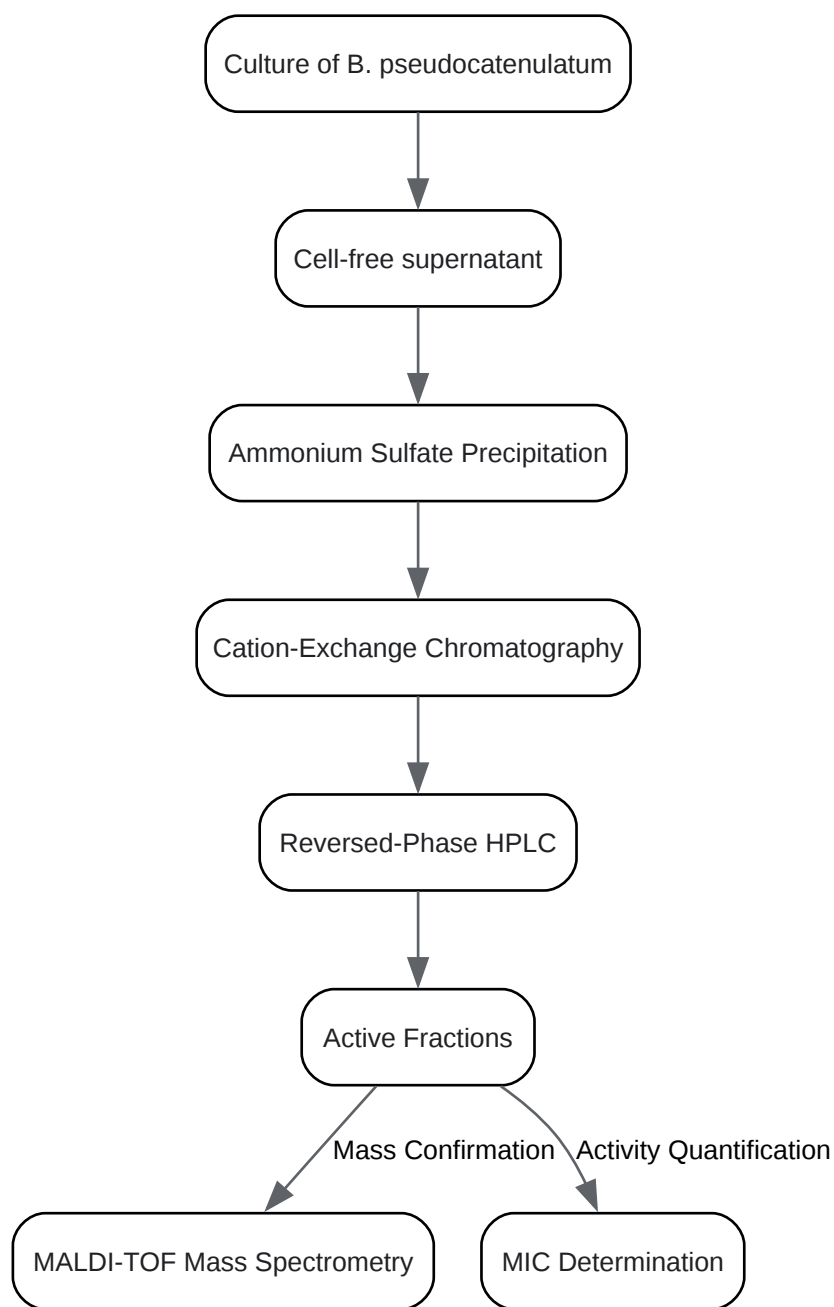 Culture of B. pseudocatenulatum
Cell-free supernatant
Ammonium Sulfate Precipitation
Cation-Exchange Chromatography
Reversed-Phase HPLC
Active Fractions
Mass Confirmation
Activity Quantification
MALDI-TOF Mass Spectrometry
MIC Determination